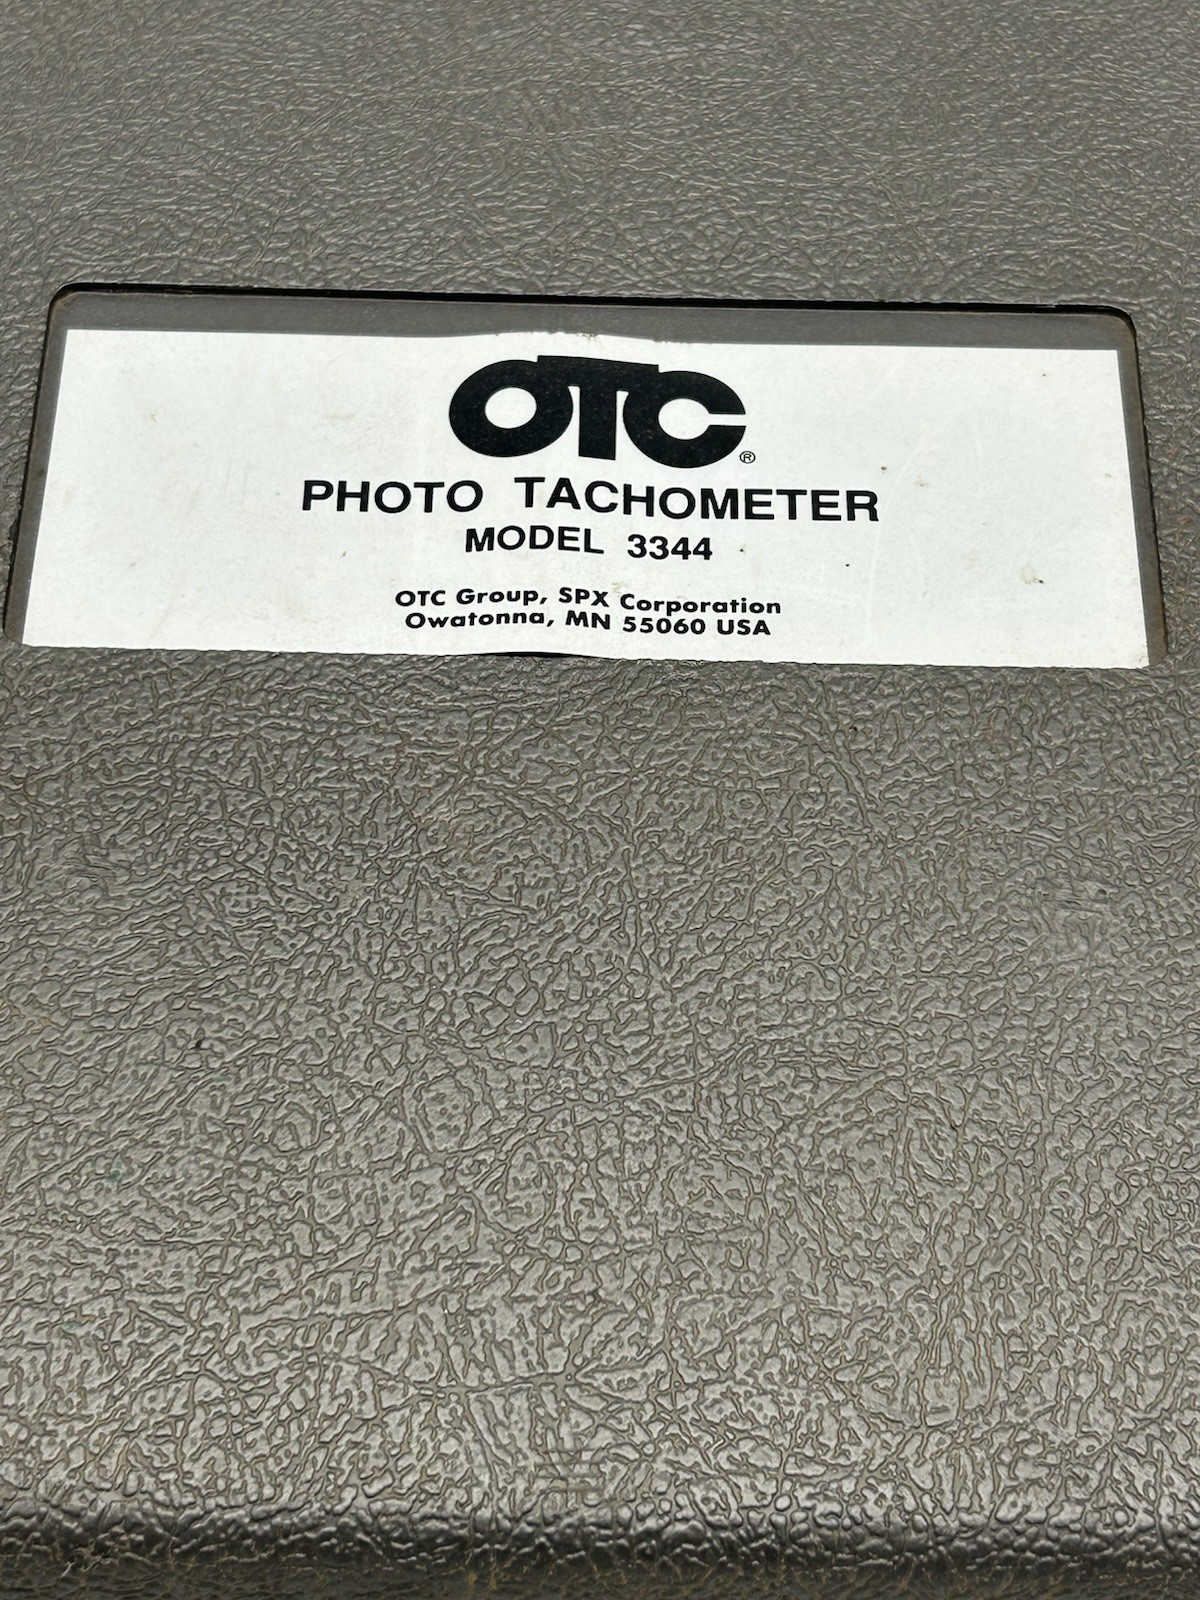 OTC®
PHOTO TACHOMETER
MODEL 3344
OTC Group, SPX Corporation
Owatonna, MN 55060 USA